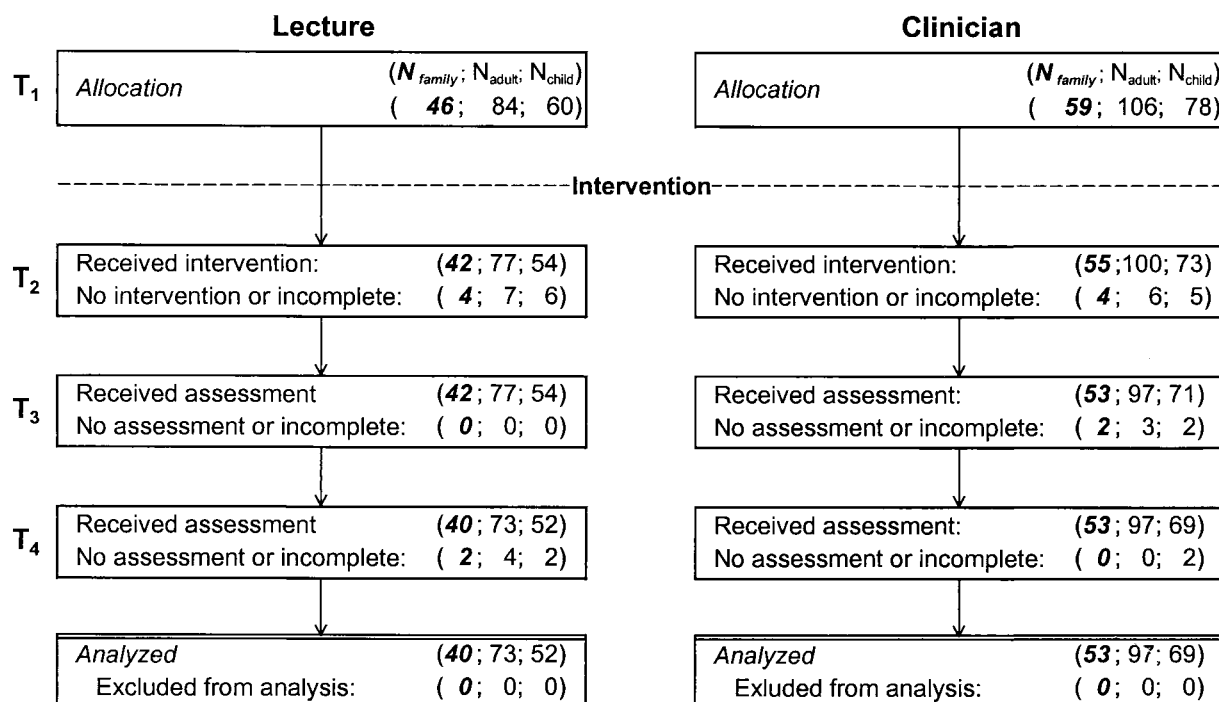 Lecture
Clinician
T1
Allocation
(N family; Nadult; Nchild)
( 46; 84; 60)
Allocation
(N family; Nadult; Nchild)
( 59; 106; 78)
Intervention
T2
Received intervention: (42; 77; 54)
No intervention or incomplete: ( 4; 7; 6)
Received intervention: (55;100; 73)
No intervention or incomplete: ( 4; 6; 5)
T3
Received assessment (42; 77; 54)
No assessment or incomplete: ( 0; 0; 0)
Received assessment: (53; 97; 71)
No assessment or incomplete: ( 2; 3; 2)
T4
Received assessment (40; 73; 52)
No assessment or incomplete: ( 2; 4; 2)
Received assessment: (53; 97; 69)
No assessment or incomplete: ( 0; 0; 2)
Analyzed (40; 73; 52)
Excluded from analysis: ( 0; 0; 0)
Analyzed (53; 97; 69)
Exluded from analysis: ( 0; 0; 0)